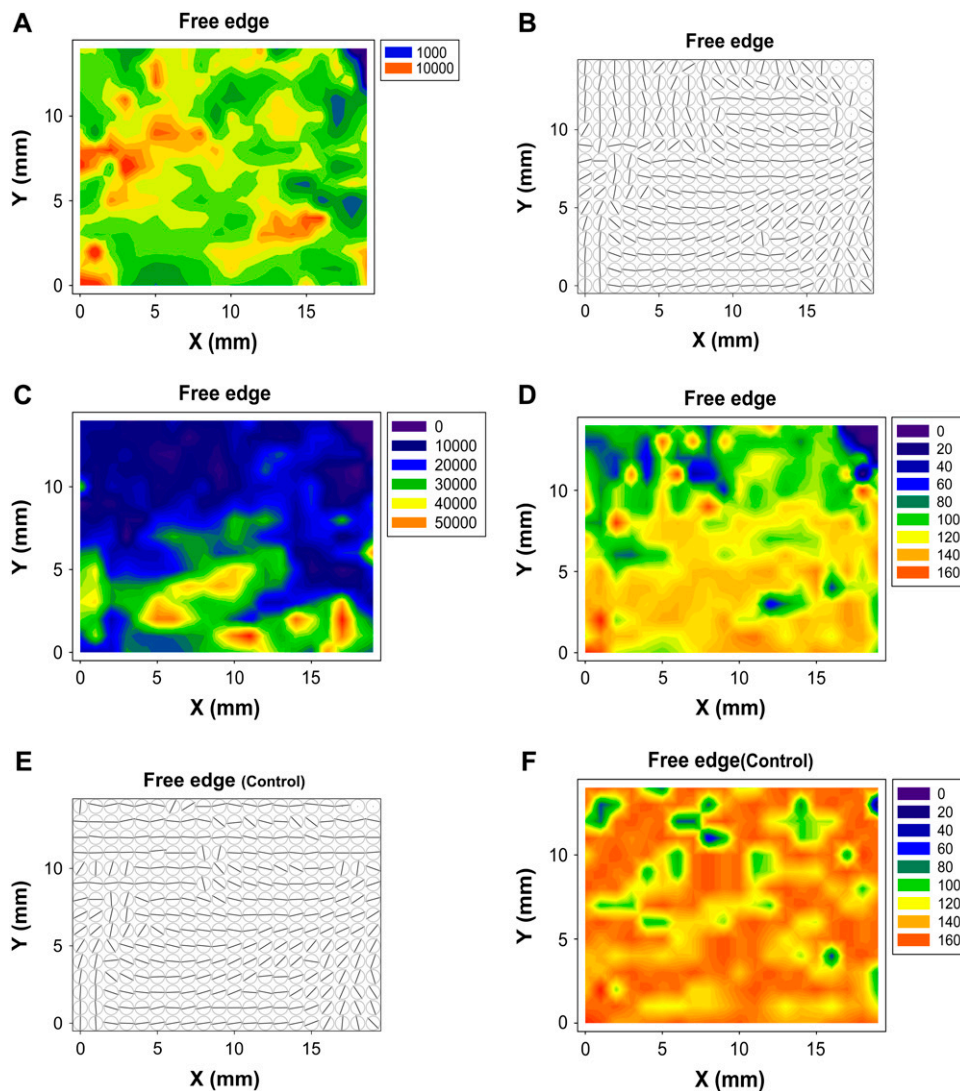 A
Free edge
1000
10000
10
5
0
Y (mm)
0 5 10 15
X (mm)
B
Free edge
10
5
0
Y (mm)
0 5 10 15
X (mm)
C
Free edge
0
10000
20000
30000
40000
50000
10
5
0
Y (mm)
0 5 10 15
X (mm)
D
Free edge
0
20
40
60
80
100
120
140
160
10
5
0
Y (mm)
0 5 10 15
X (mm)
E
Free edge (Control)
10
5
0
Y (mm)
0 5 10 15
X (mm)
F
Free edge(Control)
0
20
40
60
80
100
120
140
160
10
5
0
Y (mm)
0 5 10 15
X (mm)